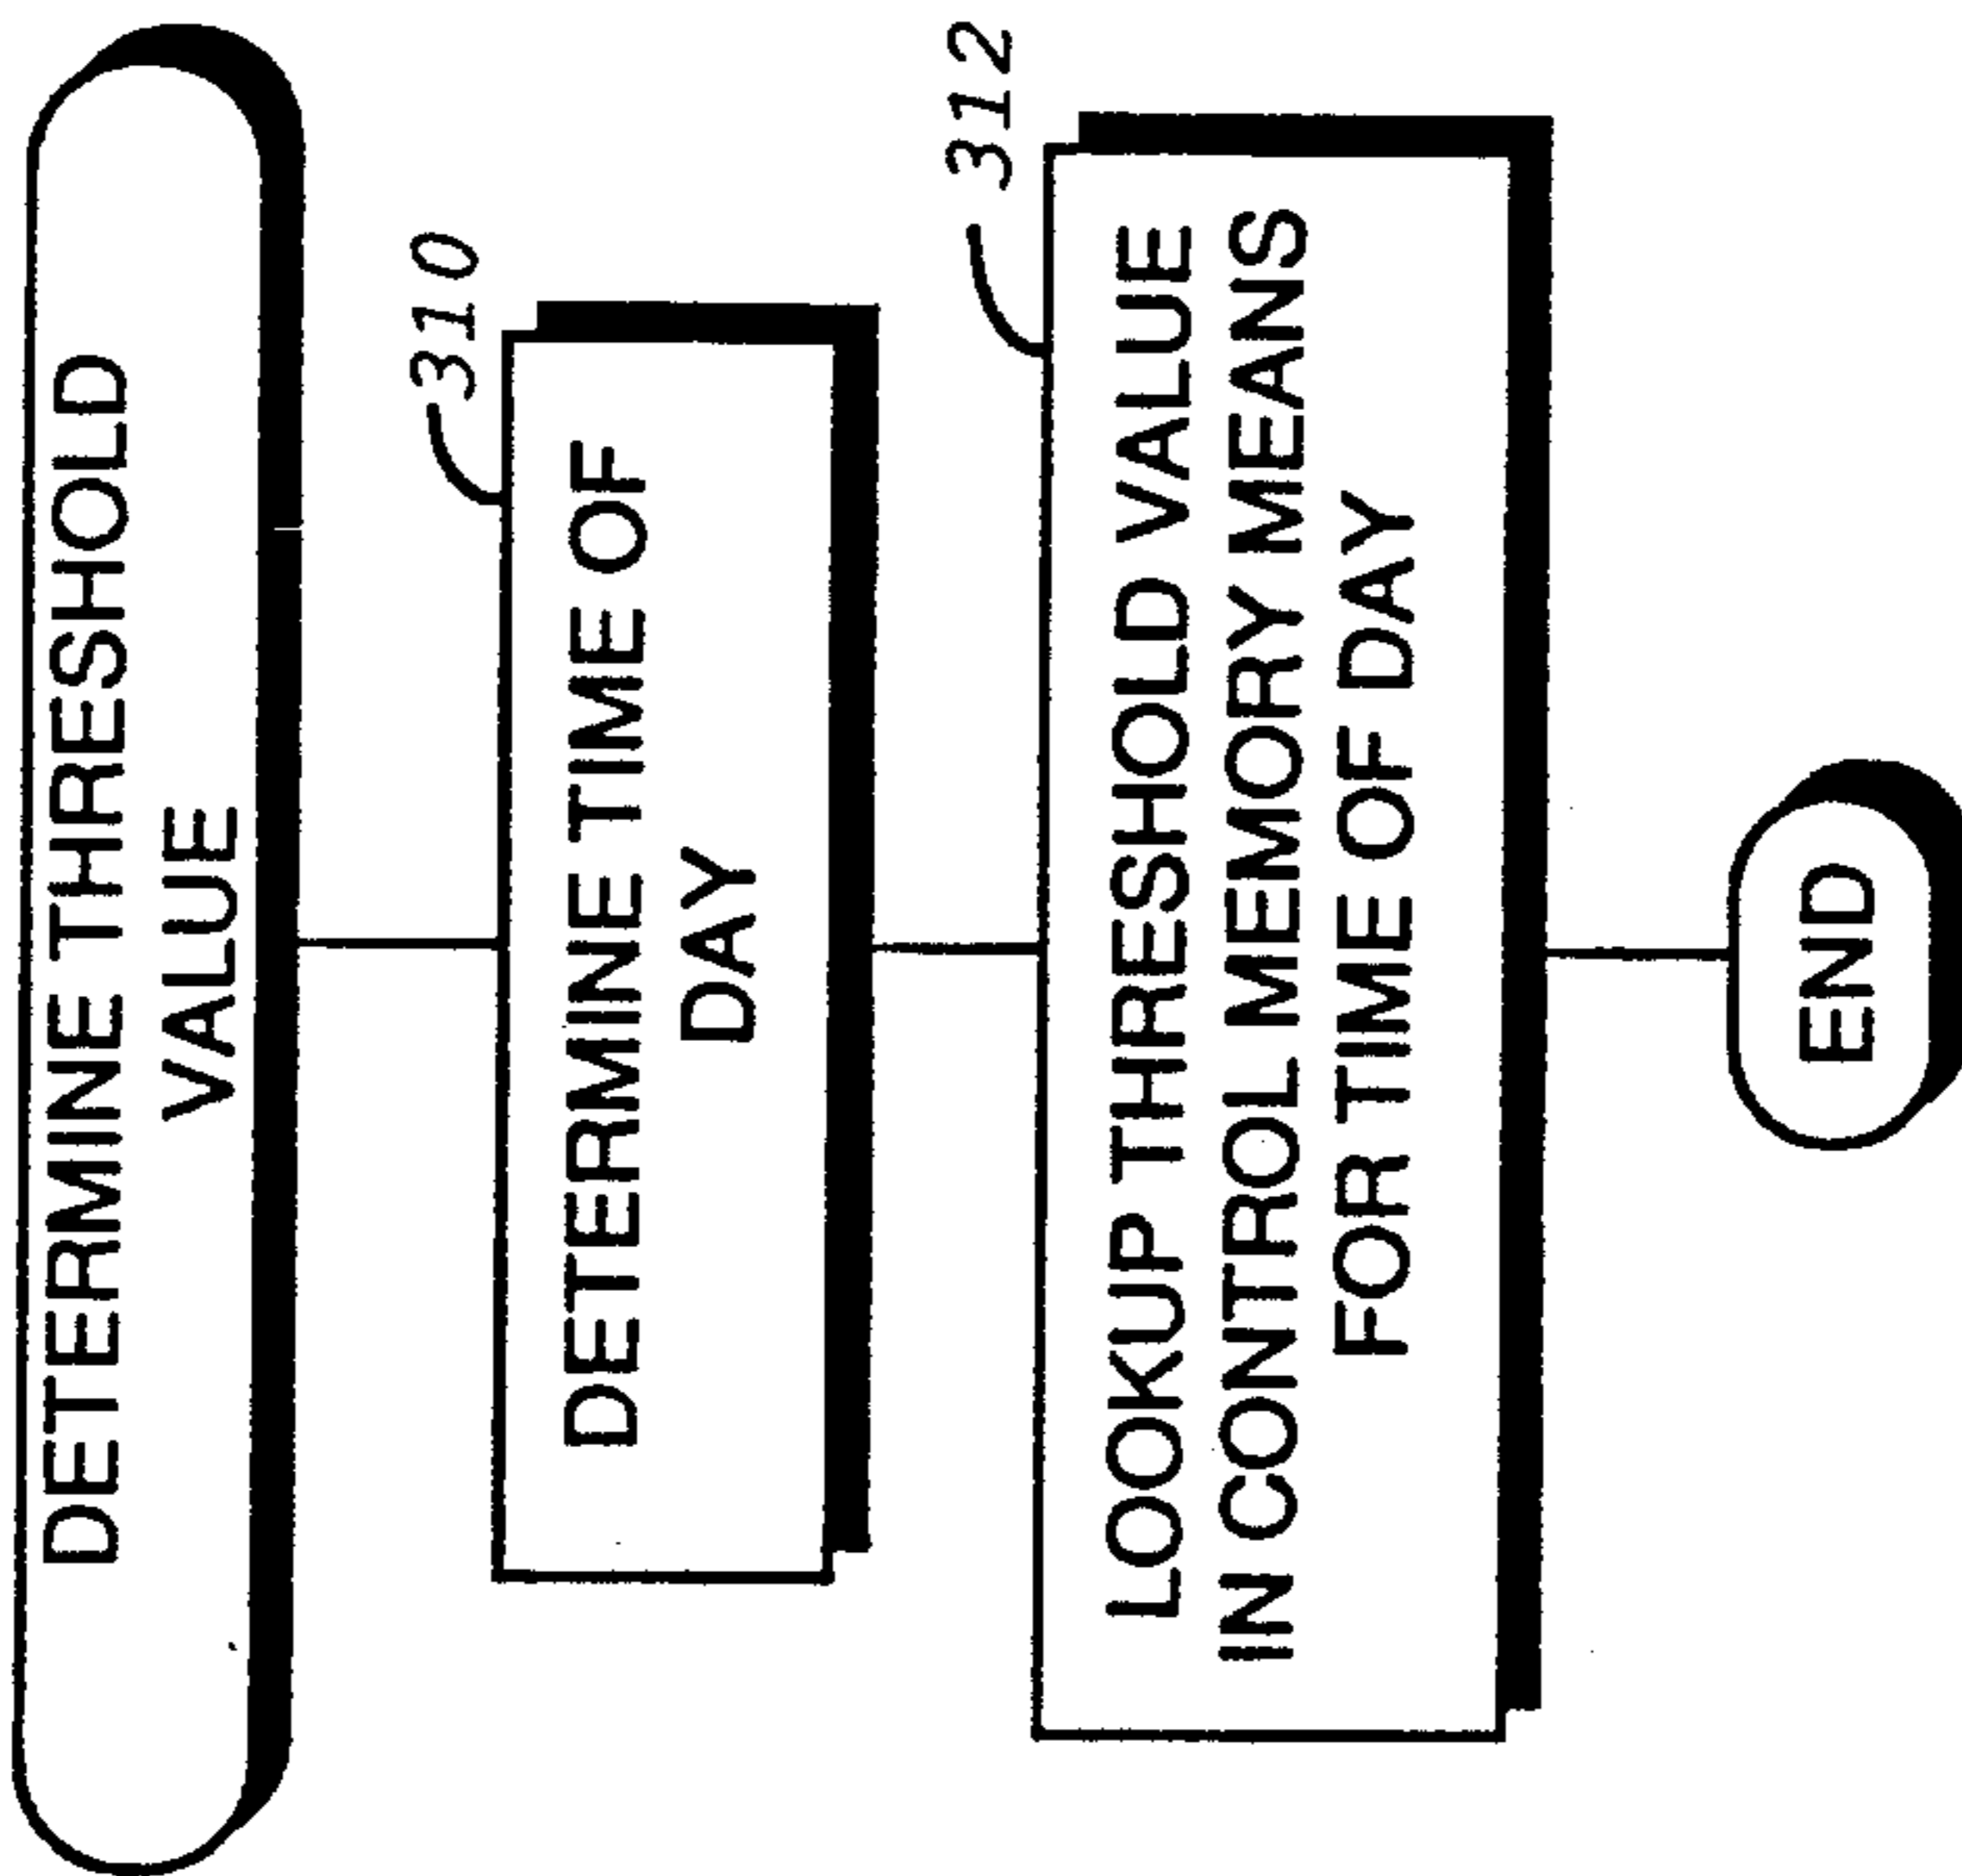 DETERMINE THRESHOLD
VALUE
310
DETERMINE TIME OF
DAY
312
LOOKUP THRESHOLD VALUE
IN CONTROL MEMORY MEANS
FOR TIME OF DAY
END